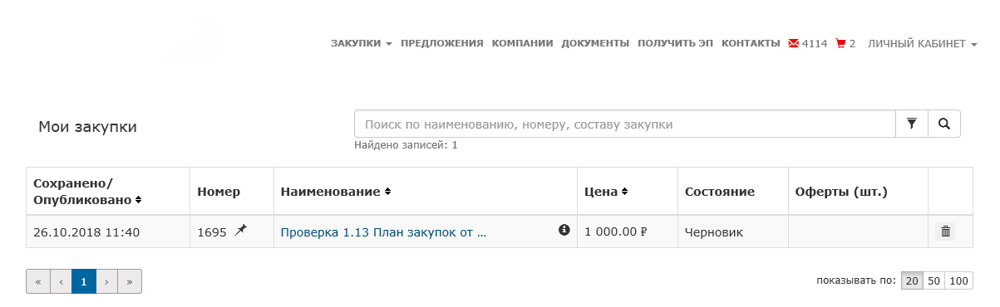 ЗАКУПКИ ПРЕДЛОЖЕНИЯ КОМПАНИИ ДОКУМЕНТЫ ПОЛУЧИТЬ ЭП КОНТАКТЫ 4114 2 ЛИЧНЫЙ КАБИНЕТ
Мои закупки
Поиск по наименованию, номеру, составу закупки
Найдено записей: 1
Сохранено/
Опубликовано Номер Наименование Цена Состояние Оферты (шт.)
26.10.2018 11:40 1695 Проверка 1.13 План закупок от ... 1 000.00 ₽ Черновик
« ‹ 1 › » показывать по: 20 50 100